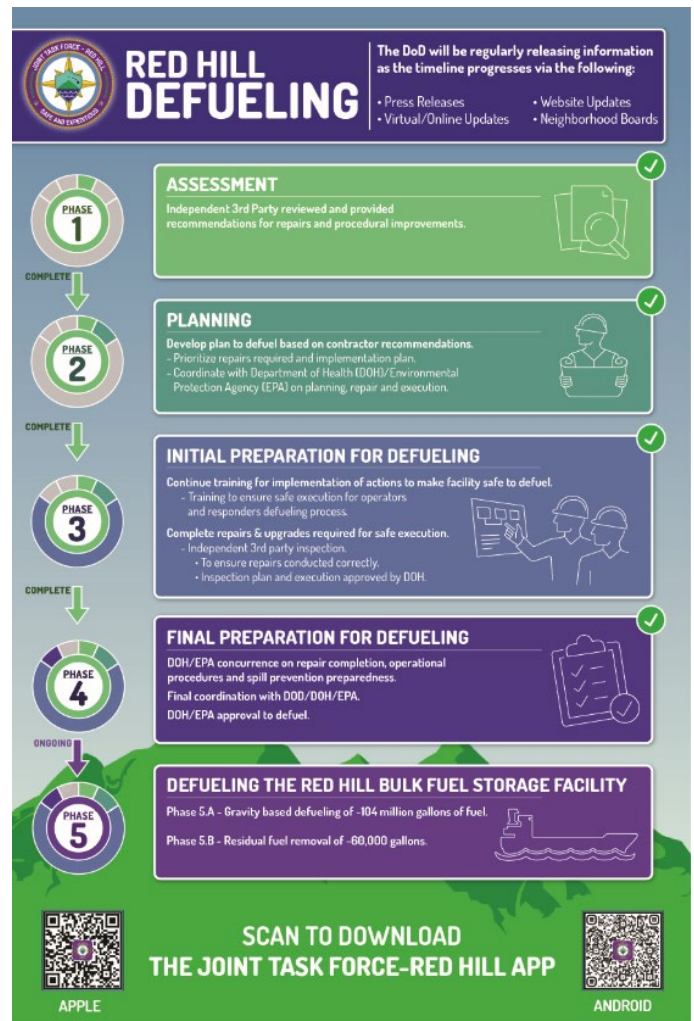 JOINT TASK FORCE - RED HILL
SAFE AND EXPEDITIOUS
RED HILL
DEFUELING
The DoD will be regularly releasing information
as the timeline progresses via the following:
• Press Releases
• Virtual/Online Updates
• Website Updates
• Neighborhood Boards
PHASE
1
ASSESSMENT
Independent 3rd Party reviewed and provided
recommendations for repairs and procedural improvements.
COMPLETE
PHASE
2
PLANNING
Develop plan to defuel based on contractor recommendations.
- Prioritize repairs required and implementation plan.
- Coordinate with Department of Health (DOH)/Environmental
Protection Agency (EPA) on planning, repair and execution.
COMPLETE
PHASE
3
INITIAL PREPARATION FOR DEFUELING
Continue training for implementation of actions to make facility safe to defuel.
- Training to ensure safe execution for operators
and responders defueling process.
Complete repairs & upgrades required for safe execution.
- Independent 3rd party inspection.
• To ensure repairs conducted correctly.
• Inspection plan and execution approved by DOH.
COMPLETE
PHASE
4
FINAL PREPARATION FOR DEFUELING
DOH/EPA concurrence on repair completion, operational
procedures and spill prevention preparedness.
Final coordination with DOD/DOH/EPA.
DOH/EPA approval to defuel.
ONGOING
PHASE
5
DEFUELING THE RED HILL BULK FUEL STORAGE FACILITY
Phase 5.A - Gravity based defueling of ~104 million gallons of fuel.
Phase 5.B - Residual fuel removal of ~60,000 gallons.
SCAN TO DOWNLOAD
THE JOINT TASK FORCE-RED HILL APP
APPLE
ANDROID